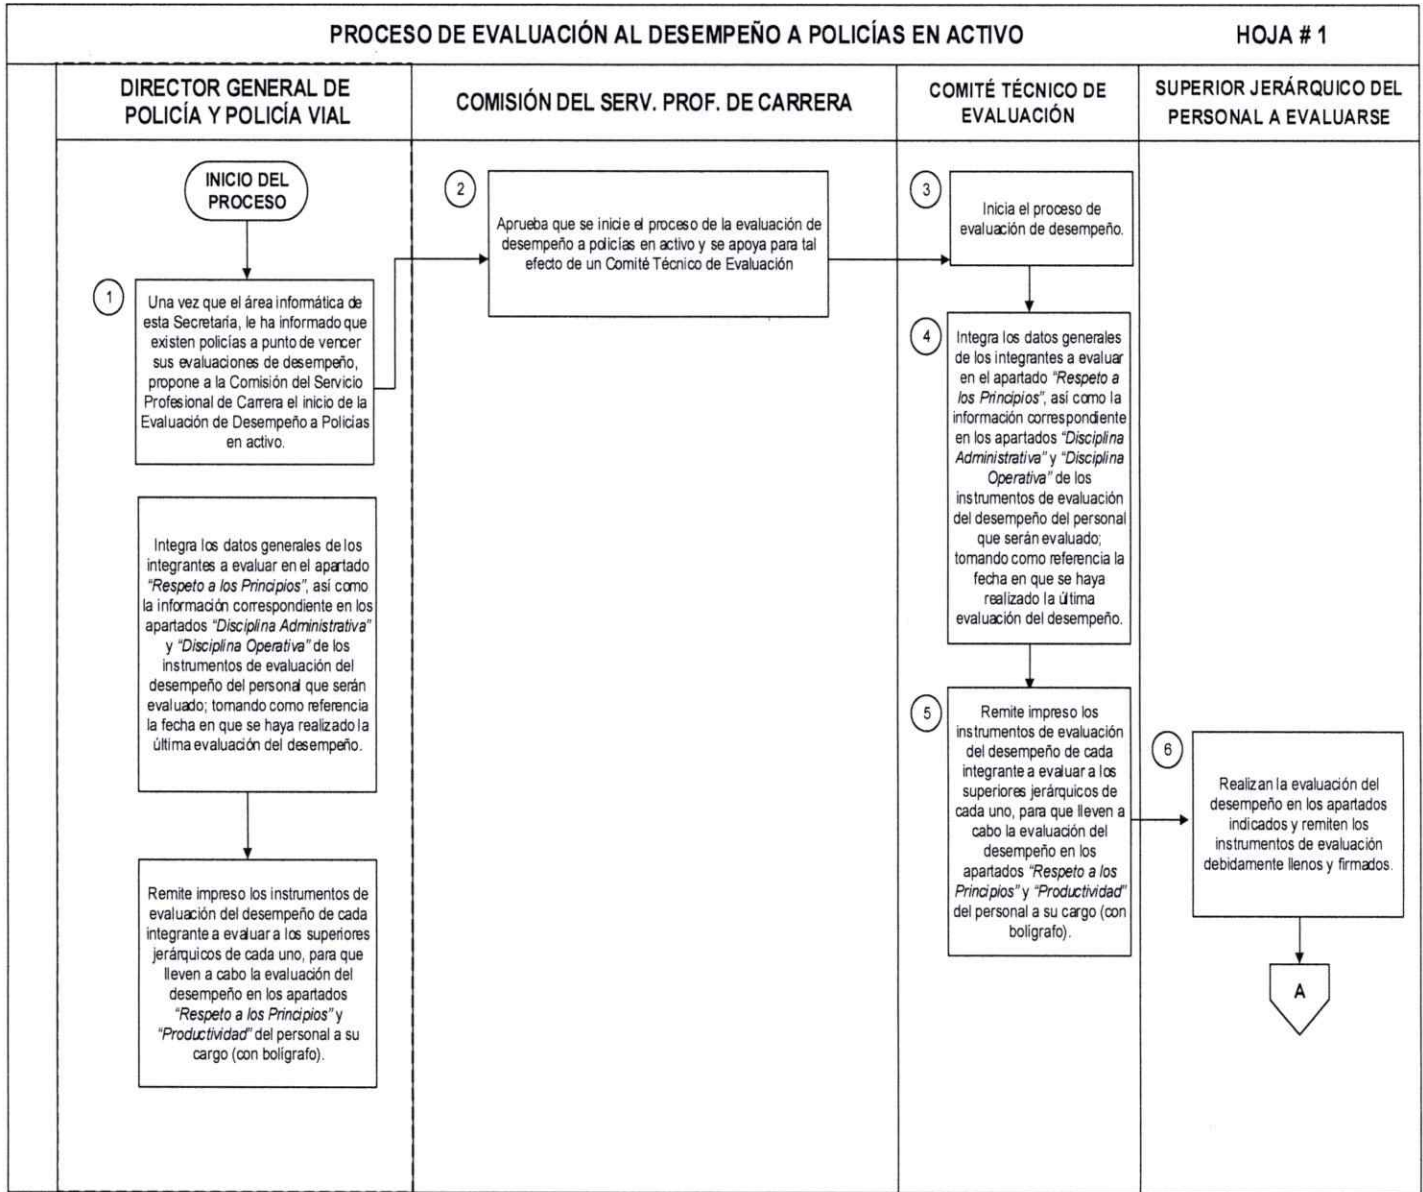 PROCESO DE EVALUACIÓN AL DESEMPEÑO A POLICÍAS EN ACTIVO
HOJA # 1
DIRECTOR GENERAL DE
POLICÍA Y POLICÍA VIAL
COMISIÓN DEL SERV. PROF. DE CARRERA
COMITÉ TÉCNICO DE
EVALUACIÓN
SUPERIOR JERÁRQUICO DEL
PERSONAL A EVALUARSE
INICIO DEL
PROCESO
1
Una vez que el área informática de
esta Secretaría, le ha informado que
existen policías a punto de vencer
sus evaluaciones de desempeño,
propone a la Comisión del Servicio
Profesional de Carrera el inicio de la
Evaluación de Desempeño a Policías
en activo.
Integra los datos generales de los
integrantes a evaluar en el apartado
"Respeto a los Principios", así como
la información correspondiente en los
apartados "Disciplina Administrativa"
y "Disciplina Operativa" de los
instrumentos de evaluación del
desempeño del personal que serán
evaluado; tomando como referencia
la fecha en que se haya realizado la
última evaluación del desempeño.
Remite impreso los instrumentos de
evaluación del desempeño de cada
integrante a evaluar a los superiores
jerárquicos de cada uno, para que
lleven a cabo la evaluación del
desempeño en los apartados
"Respeto a los Principios" y
"Productividad" del personal a su
cargo (con bolígrafo).
2
Aprueba que se inicie el proceso de la evaluación de
desempeño a policías en activo y se apoya para tal
efecto de un Comité Técnico de Evaluación
3
Inicia el proceso de
evaluación de desempeño.
4
Integra los datos generales
de los integrantes a evaluar
en el apartado "Respeto a
los Principios", así como la
información correspondiente
en los apartados "Disciplina
Administrativa" y "Disciplina
Operativa" de los
instrumentos de evaluación
del desempeño del personal
que serán evaluado;
tomando como referencia la
fecha en que se haya
realizado la última
evaluación del desempeño.
5
Remite impreso los
instrumentos de evaluación
del desempeño de cada
integrante a evaluar a los
superiores jerárquicos de
cada uno, para que lleven a
cabo la evaluación del
desempeño en los
apartados "Respeto a los
Principios" y "Productividad"
del personal a su cargo (con
bolígrafo).
6
Realizan la evaluación del
desempeño en los apartados
indicados y remiten los
instrumentos de evaluación
debidamente llenos y firmados.
A